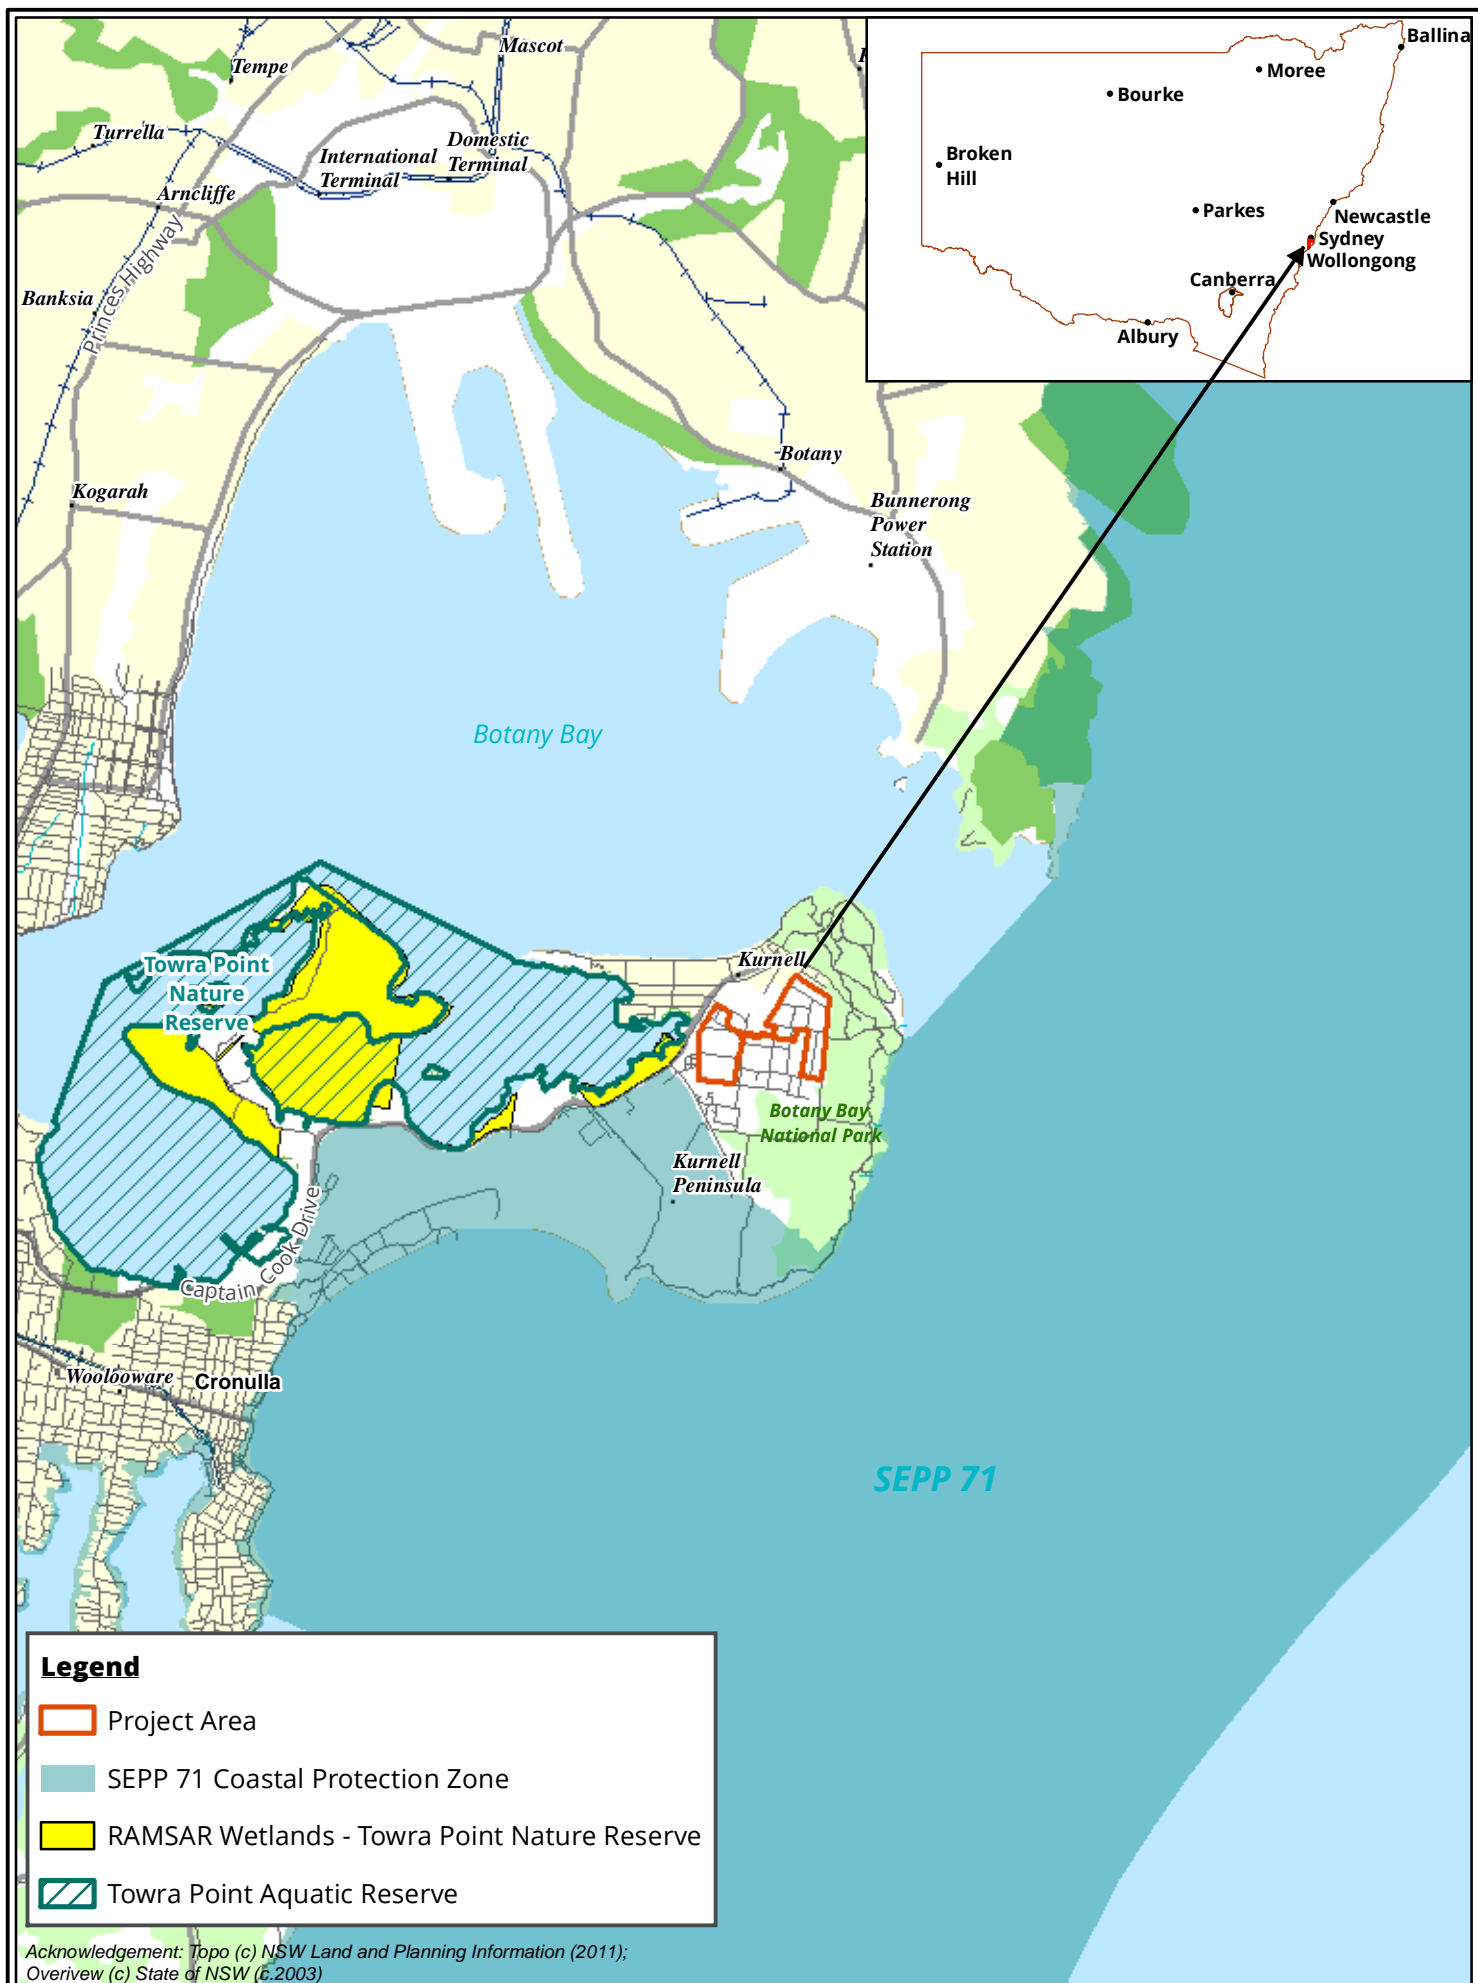 Mascot
Tempe
Turrella
Domestic
Terminal
International
Terminal
Arncliffe
Princes Highway
Banksia
Kogarah
Botany
Bunnerong
Power
Station
Ballina
Moree
Bourke
Broken
Hill
Parkes
Newcastle
Sydney
Wollongong
Canberra
Albury
Botany Bay
Towra Point
Nature
Reserve
Kurnell
Botany Bay
National Park
Kurnell
Peninsula
Captain Cook Drive
Woolooware
Cronulla
SEPP 71
Legend
Project Area
SEPP 71 Coastal Protection Zone
RAMSAR Wetlands - Towra Point Nature Reserve
Towra Point Aquatic Reserve
Acknowledgement: Topo (c) NSW Land and Planning Information (2011);
Overivew (c) State of NSW (c.2003)